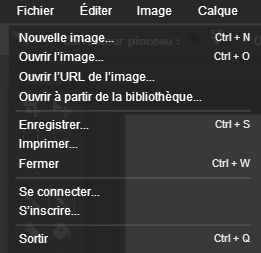 Fichier Éditer Image Calque
Nouvelle image... Ctrl + N
Ouvrir l'image... Ctrl + O
Ouvrir l'URL de l'image...
Ouvrir à partir de la bibliothèque...
Enregistrer... Ctrl + S
Imprimer...
Fermer Ctrl + W
Se connecter...
S'inscrire...
Sortir Ctrl + Q